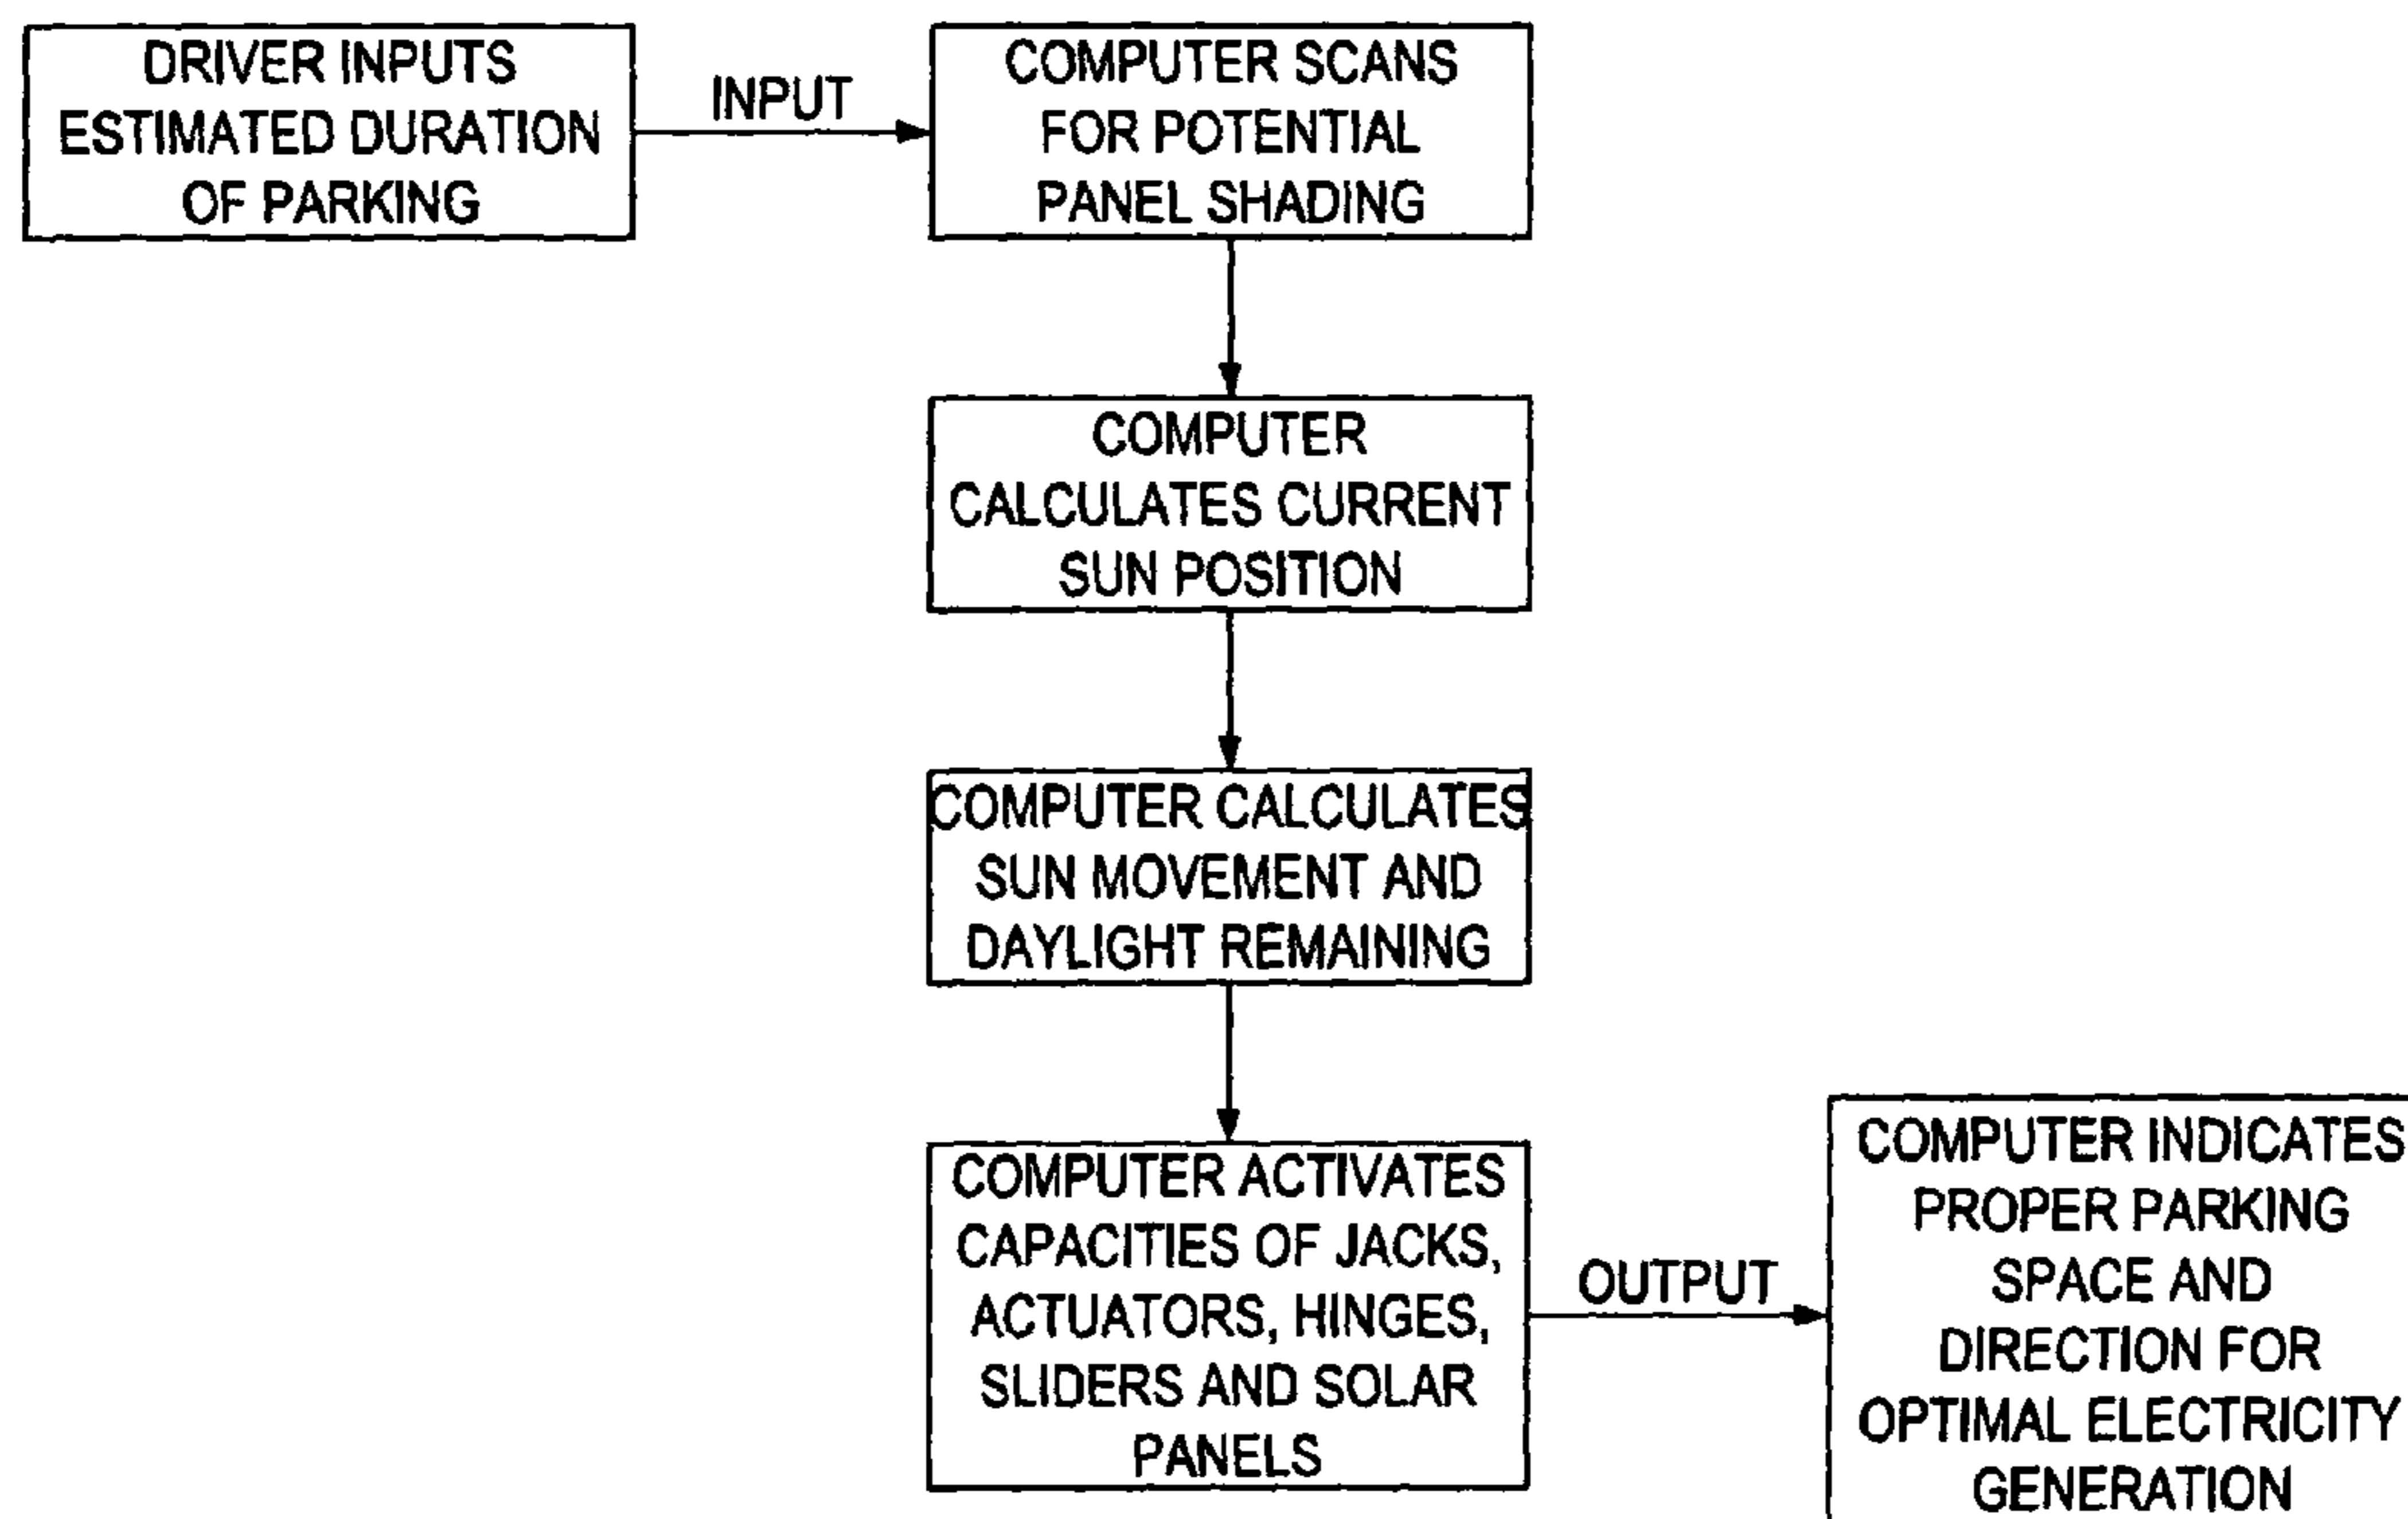 DRIVER INPUTS
ESTIMATED DURATION
OF PARKING
INPUT
COMPUTER SCANS
FOR POTENTIAL
PANEL SHADING
COMPUTER
CALCULATES CURRENT
SUN POSITION
COMPUTER CALCULATES
SUN MOVEMENT AND
DAYLIGHT REMAINING
COMPUTER ACTIVATES
CAPACITIES OF JACKS,
ACTUATORS, HINGES,
SLIDERS AND SOLAR
PANELS
OUTPUT
COMPUTER INDICATES
PROPER PARKING
SPACE AND
DIRECTION FOR
OPTIMAL ELECTRICITY
GENERATION